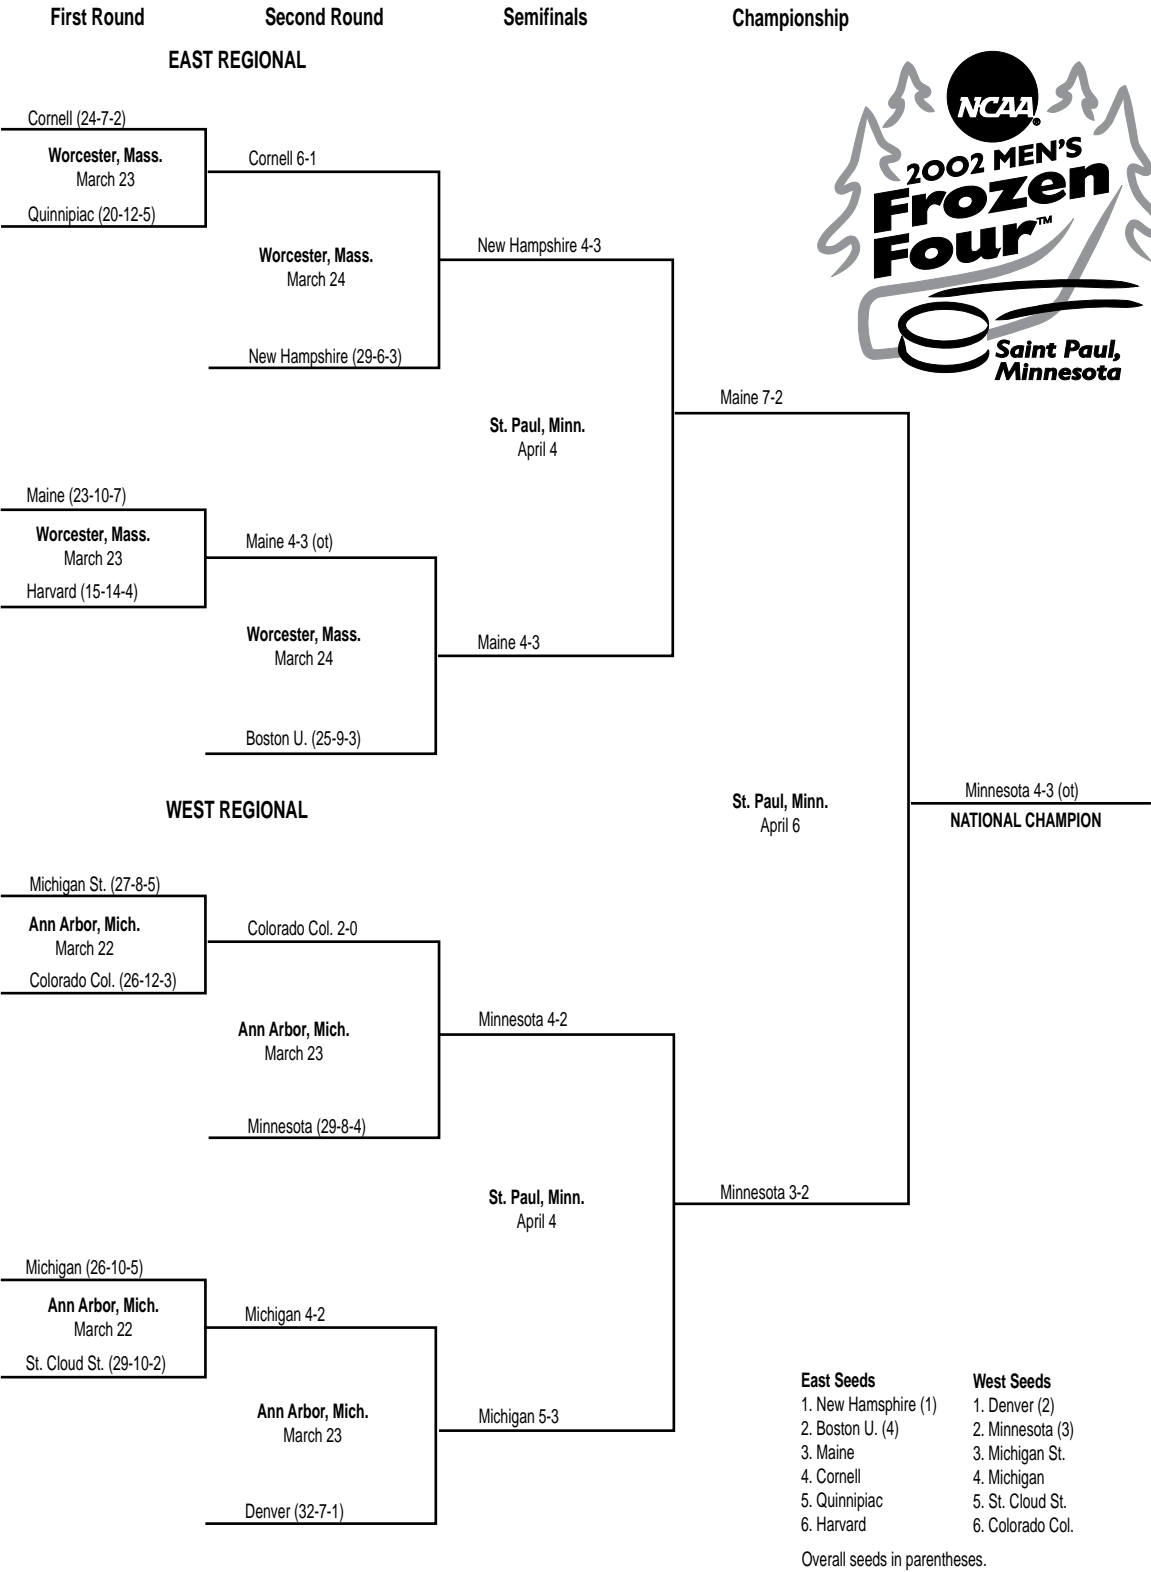 First Round Second Round Semifinals Championship
EAST REGIONAL
NCAA®
2002 MEN'S
Frozen
Four™
Saint Paul,
Minnesota
Cornell (24-7-2)
Worcester, Mass.
March 23
Quinnipiac (20-12-5)
Cornell 6-1
Worcester, Mass.
March 24
New Hampshire (29-6-3)
New Hampshire 4-3
St. Paul, Minn.
April 4
Maine 7-2
Maine (23-10-7)
Worcester, Mass.
March 23
Harvard (15-14-4)
Maine 4-3 (ot)
Worcester, Mass.
March 24
Boston U. (25-9-3)
Maine 4-3
St. Paul, Minn.
April 6
Minnesota 4-3 (ot)
NATIONAL CHAMPION
WEST REGIONAL
Michigan St. (27-8-5)
Ann Arbor, Mich.
March 22
Colorado Col. (26-12-3)
Colorado Col. 2-0
Ann Arbor, Mich.
March 23
Minnesota (29-8-4)
Minnesota 4-2
St. Paul, Minn.
April 4
Minnesota 3-2
Michigan (26-10-5)
Ann Arbor, Mich.
March 22
St. Cloud St. (29-10-2)
Michigan 4-2
Ann Arbor, Mich.
March 23
Denver (32-7-1)
Michigan 5-3
East Seeds
1. New Hamsphire (1)
2. Boston U. (4)
3. Maine
4. Cornell
5. Quinnipiac
6. Harvard
West Seeds
1. Denver (2)
2. Minnesota (3)
3. Michigan St.
4. Michigan
5. St. Cloud St.
6. Colorado Col.
Overall seeds in parentheses.